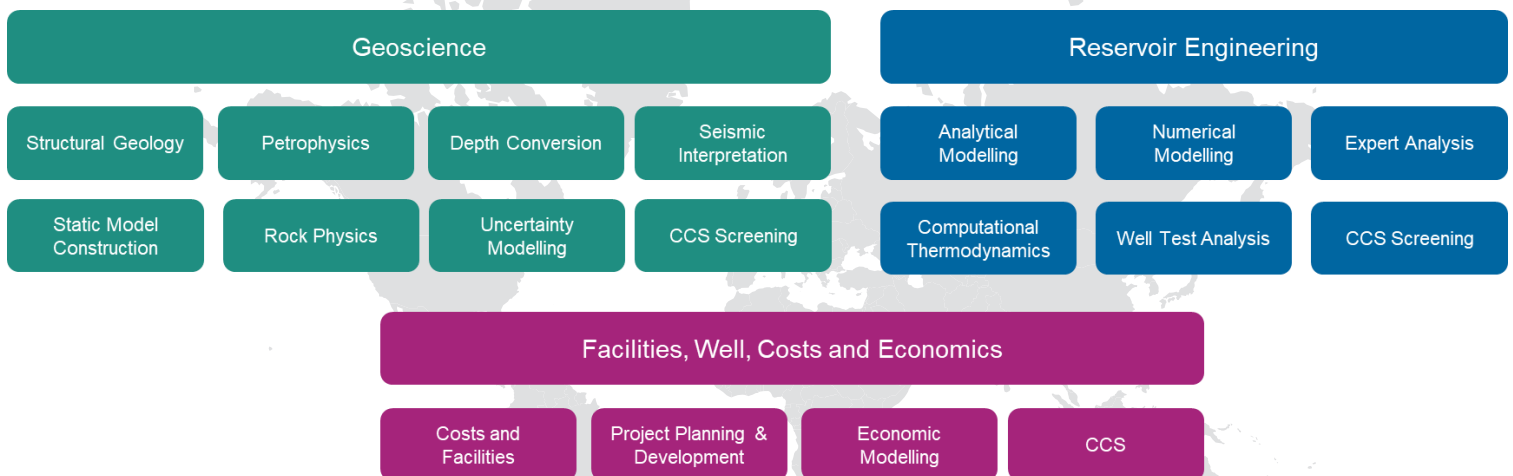 Geoscience
Structural Geology
Petrophysics
Depth Conversion
Seismic
Interpretation
Static Model
Construction
Rock Physics
Uncertainty
Modelling
CCS Screening
Reservoir Engineering
Analytical
Modelling
Numerical
Modelling
Expert Analysis
Computational
Thermodynamics
Well Test Analysis
CCS Screening
Facilities, Well, Costs and Economics
Costs and
Facilities
Project Planning &
Development
Economic
Modelling
CCS